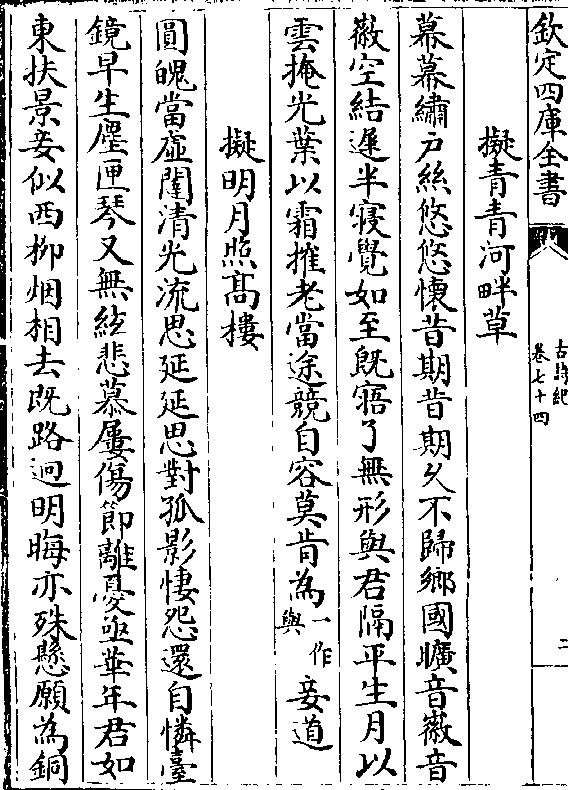 欽定四庫全書
古詩紀
卷七十四
二
擬青青河畔草
幕幕繡户絲悠悠懷昔期昔期久不歸鄉國曠音徽音
徽空結遲半寢覺如至既寤了無形與君隔平生月以
雲掩光葉以霜摧老當途競自容莫肯為一作與妾道
擬明月照髙樓
圓魄當虚闥清光流思延延思對孤影悽怨還自憐臺
鏡早生塵匣琴又無絃悲慕屢傷節離憂亟華年君如
東扶景妾似西柳烟相去既路迥明晦亦殊懸願為銅